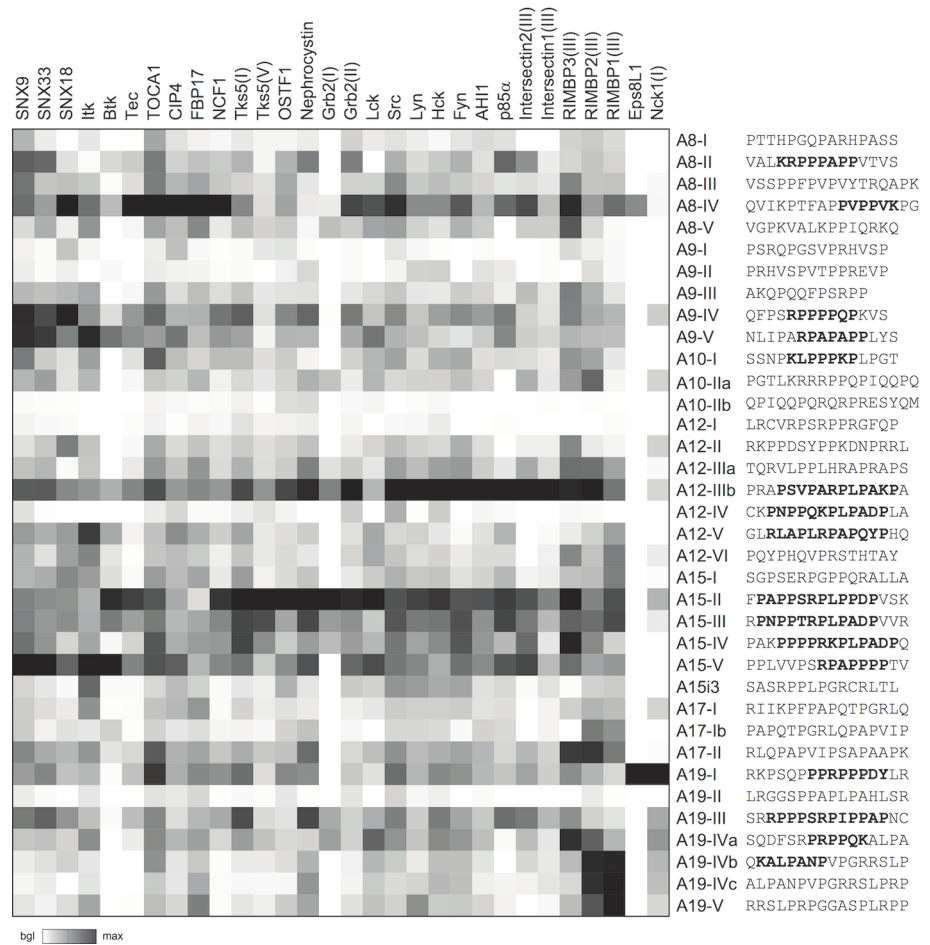 SNX9
SNX33
SNX18
Itk
Btk
Tec
TOCA1
CIP4
FBP17
NCF1
Tks5(I)
Tks5(V)
OSTF1
Nephrocystin
Grb2(I)
Grb2(III)
Lck
Src
Lyn
Hck
Fyn
AHI1
p85α
Intersectin2(III)
Intersectin1(III)
RIMBP3(III)
RIMBP2(III)
RIMBP1(III)
Eps8L1
Nck1(I)
A8-I PTTHPGQPARHPASS
A8-II VALKRPPPAPPVTVS
A8-III VSSPPFPVPVYTRQAPK
A8-IV QVIKPTFAPPVPPVKPG
A8-V VGPKVALKPPIQRKQ
A9-I PSRQPGSVPRHVSP
A9-II PRHVSPVTPPREVP
A9-III AKQPQQFPSRPP
A9-IV QFPSRPPPPQPKVS
A9-V NLIPARPAPAPPLYS
A10-I SSNPKLPPPKPLPGT
A10-IIa PGTLKRRRPPQPIQQPQ
A10-IIb QPIQQPQRQRPRESYQM
A12-I LRCVRPSRPPRGFQP
A12-II RKPPDSYPPKDNPRRL
A12-IIIa TQRVLPPLHRAPRAPS
A12-IIIb PRAPSVPARPLPAKPA
A12-IV CKPNPPQKPLPADPLA
A12-V GLRLAPLRPAPQYPHQ
A12-VI PQYPHQVPRSTHTAY
A15-I SGPSERPGPPQRALLA
A15-II FPAPPSRPLPPDPVSK
A15-III RPNPPTRPLPADPVVR
A15-IV PAKPPPPRKPLPADPQ
A15-V PPLVVPSRPAPPPPTV
A15i3 SASRPPLPGRCRLTL
A17-I RIIKPFPAPQTPGRLQ
A17-Ib PAPQTPGRLQPAPVIP
A17-II RLQPAPVIPSAPAAPK
A19-I RKPSQPPPRPPPDYLR
A19-II LRGGSPPAPLPAHLSR
A19-III SRRPPPSRPIPPAPNC
A19-IVa SQDFSRPRPPQKALPA
A19-IVb QKALPANPVPGRRSLP
A19-IVc ALPANPVPGRRSLPRP
A19-V RRSLPRPGGASPLRPP
bgl max